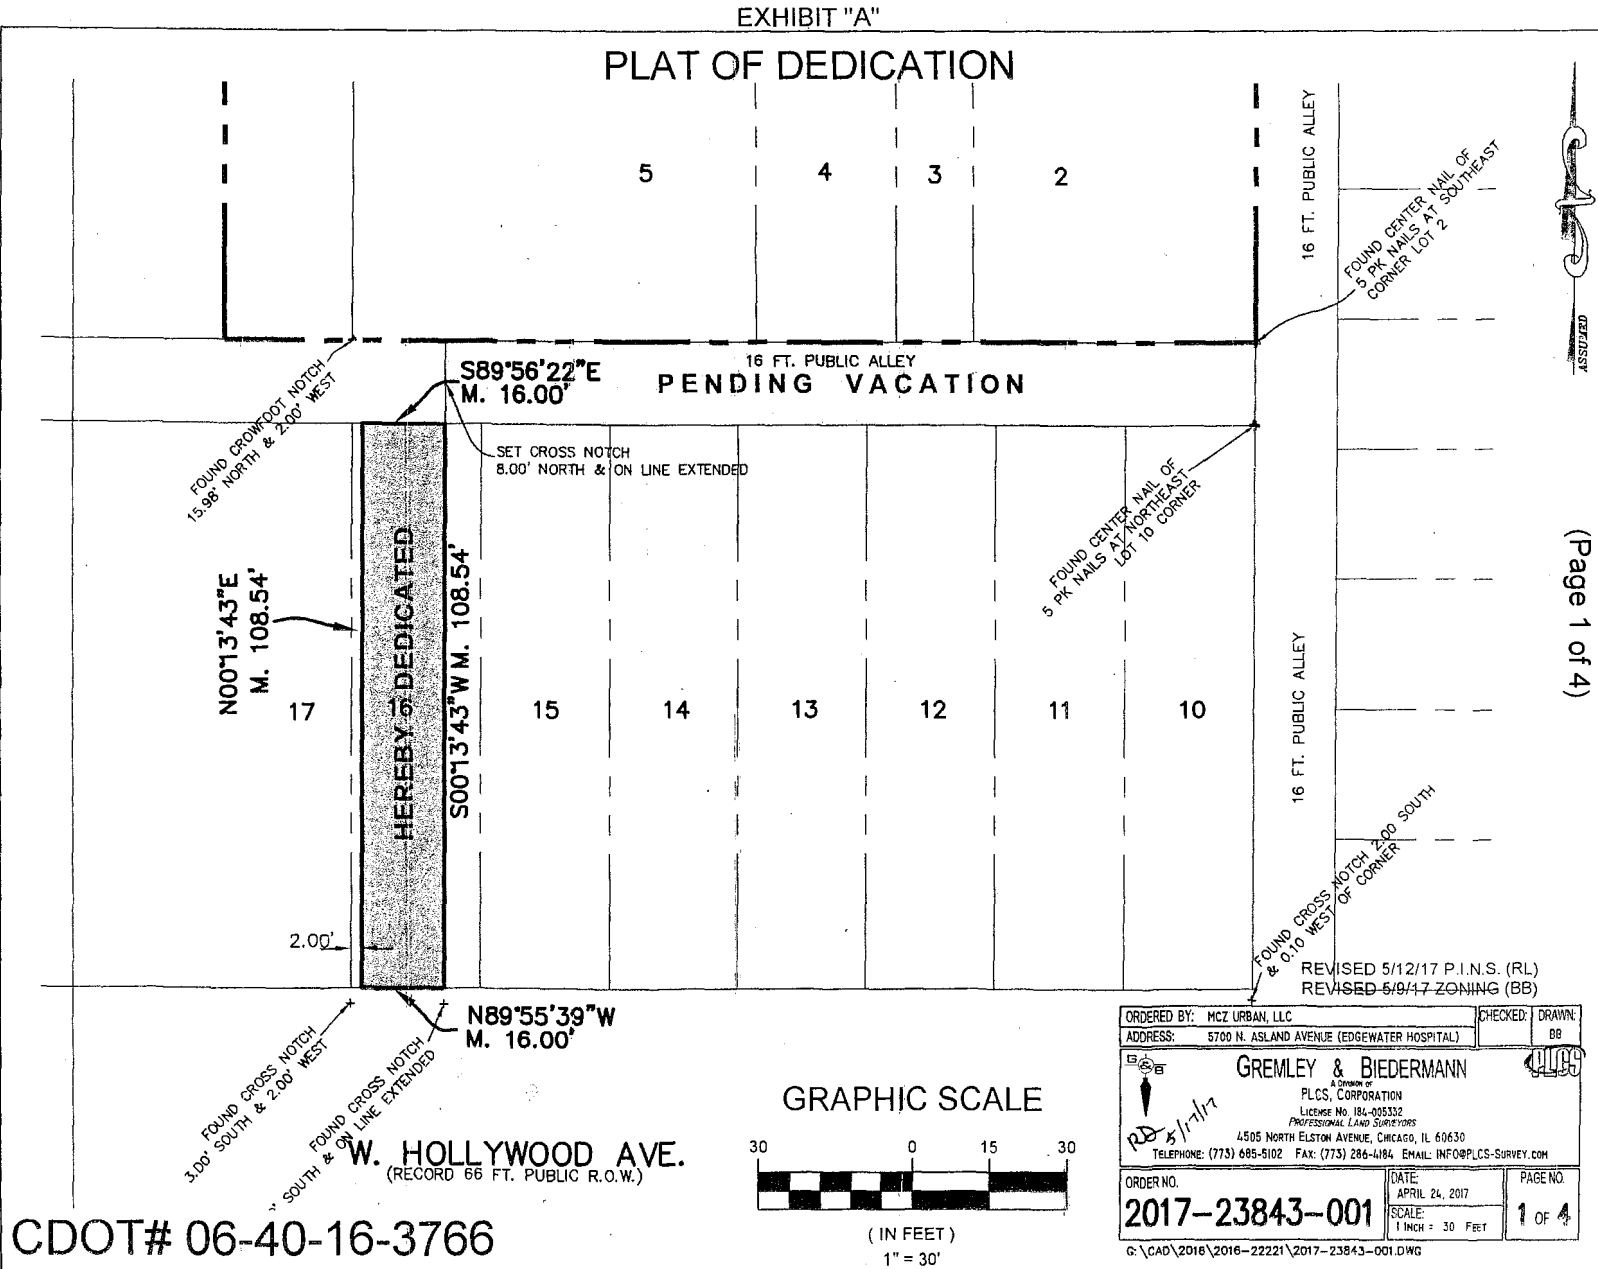 EXHIBIT "A"
PLAT OF DEDICATION
5
4
3
2
16 FT. PUBLIC ALLEY
FOUND CENTER NAIL OF
5 PK NAILS AT SOUTHEAST
CORNER LOT 2
ASSUMED
(Page 1 of 4)
16 FT. PUBLIC ALLEY
PENDING VACATION
S89°56'22"E
M. 16.00'
FOUND CROWFOOT NOTCH
15.98' NORTH & 2.00' WEST
SET CROSS NOTCH
8.00' NORTH & ON LINE EXTENDED
FOUND CENTER NAIL OF
5 PK NAILS AT NORTHEAST
LOT 10 CORNER
N00°13'43"E
M. 108.54'
HEREBY DEDICATED
S00°13'43"W M. 108.54'
17
16
15
14
13
12
11
10
16 FT. PUBLIC ALLEY
2.00'
FOUND CROSS NOTCH 2.00 SOUTH
& 0.10 WEST OF CORNER
N89°55'39"W
M. 16.00'
FOUND CROSS NOTCH
3.00' SOUTH & 2.00' WEST
FOUND CROSS NOTCH
SOUTH & ON LINE EXTENDED
W. HOLLYWOOD AVE.
(RECORD 66 FT. PUBLIC R.O.W.)
CDOT# 06-40-16-3766
GRAPHIC SCALE
30 0 15 30
( IN FEET )
1" = 30'
REVISED 5/12/17 P.I.N.S. (RL)
REVISED 5/9/17 ZONING (BB)
ORDERED BY: MCZ URBAN, LLC
CHECKED:
DRAWN:
BB
ADDRESS: 5700 N. ASLAND AVENUE (EDGEWATER HOSPITAL)
G & B
GREMLEY & BIEDERMANN
PLCS
A DIVISION OF
PLCS, CORPORATION
LICENSE NO. 184-005332
PROFESSIONAL LAND SURVEYORS
4505 NORTH ELSTON AVENUE, CHICAGO, IL 60630
TELEPHONE: (773) 685-5102 FAX: (773) 286-4184 EMAIL: INFO@PLCS-SURVEY.COM
RD 5/17/17
ORDER NO.
2017-23843-001
DATE:
APRIL 24, 2017
SCALE:
1 INCH = 30 FEET
PAGE NO.
1 OF 4
G:\CAD\2016\2016-22221\2017-23843-001.DWG